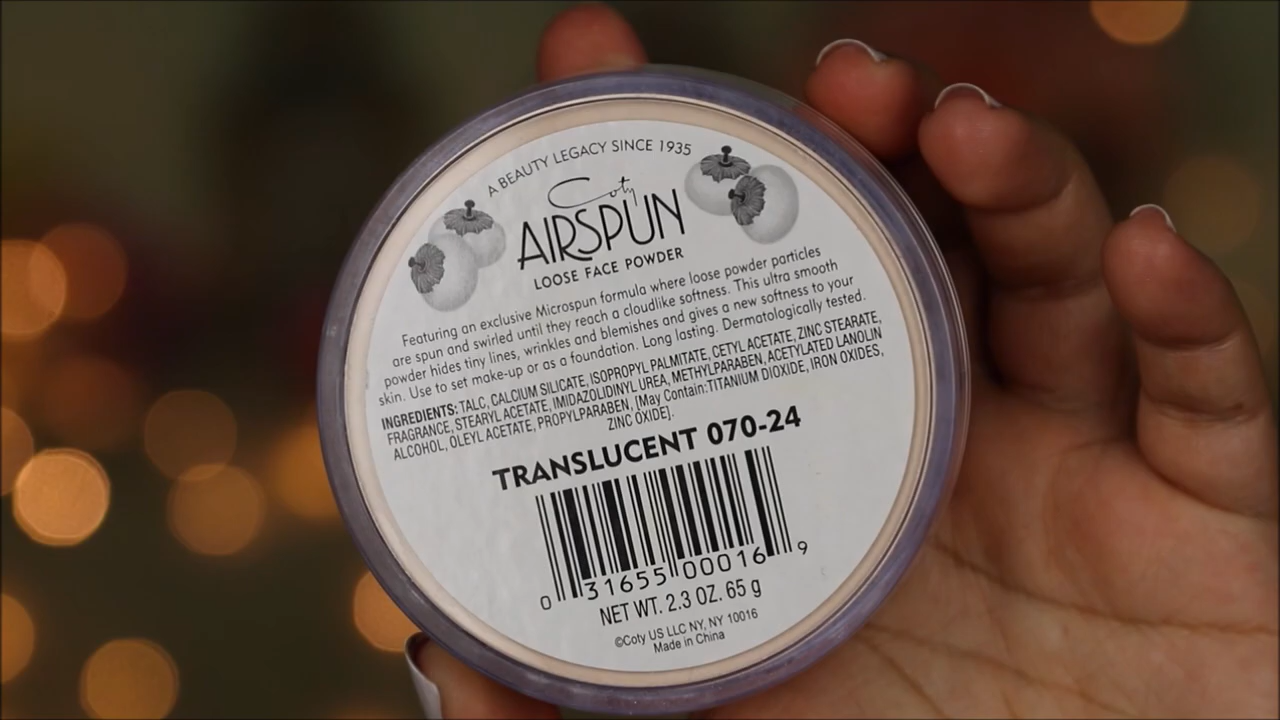 A BEAUTY LEGACY SINCE 1935
Coty
AIRSPUN
LOOSE FACE POWDER
Featuring an exclusive Microspun formula where loose powder particles
are spun and swirled until they reach a cloudlike softness. This ultra smooth
powder hides tiny lines, wrinkles and blemishes and gives a new softness to your
skin. Use to set make-up or as a foundation. Long lasting. Dermatologically tested.
INGREDIENTS: TALC, CALCIUM SILICATE, ISOPROPYL PALMITATE, CETYL ACETATE, ZINC STEARATE,
FRAGRANCE, STEARYL ACETATE, IMIDAZOLIDINYL UREA, METHYLPARABEN, ACETYLATED LANOLIN
ALCOHOL, OLEYL ACETATE, PROPYLPARABEN, [May Contain:TITANIUM DIOXIDE, IRON OXIDES,
ZINC OXIDE].
TRANSLUCENT 070-24
0 31655 00016 9
NET WT. 2.3 OZ. 65 g
©Coty US LLC NY, NY 10016
Made in China